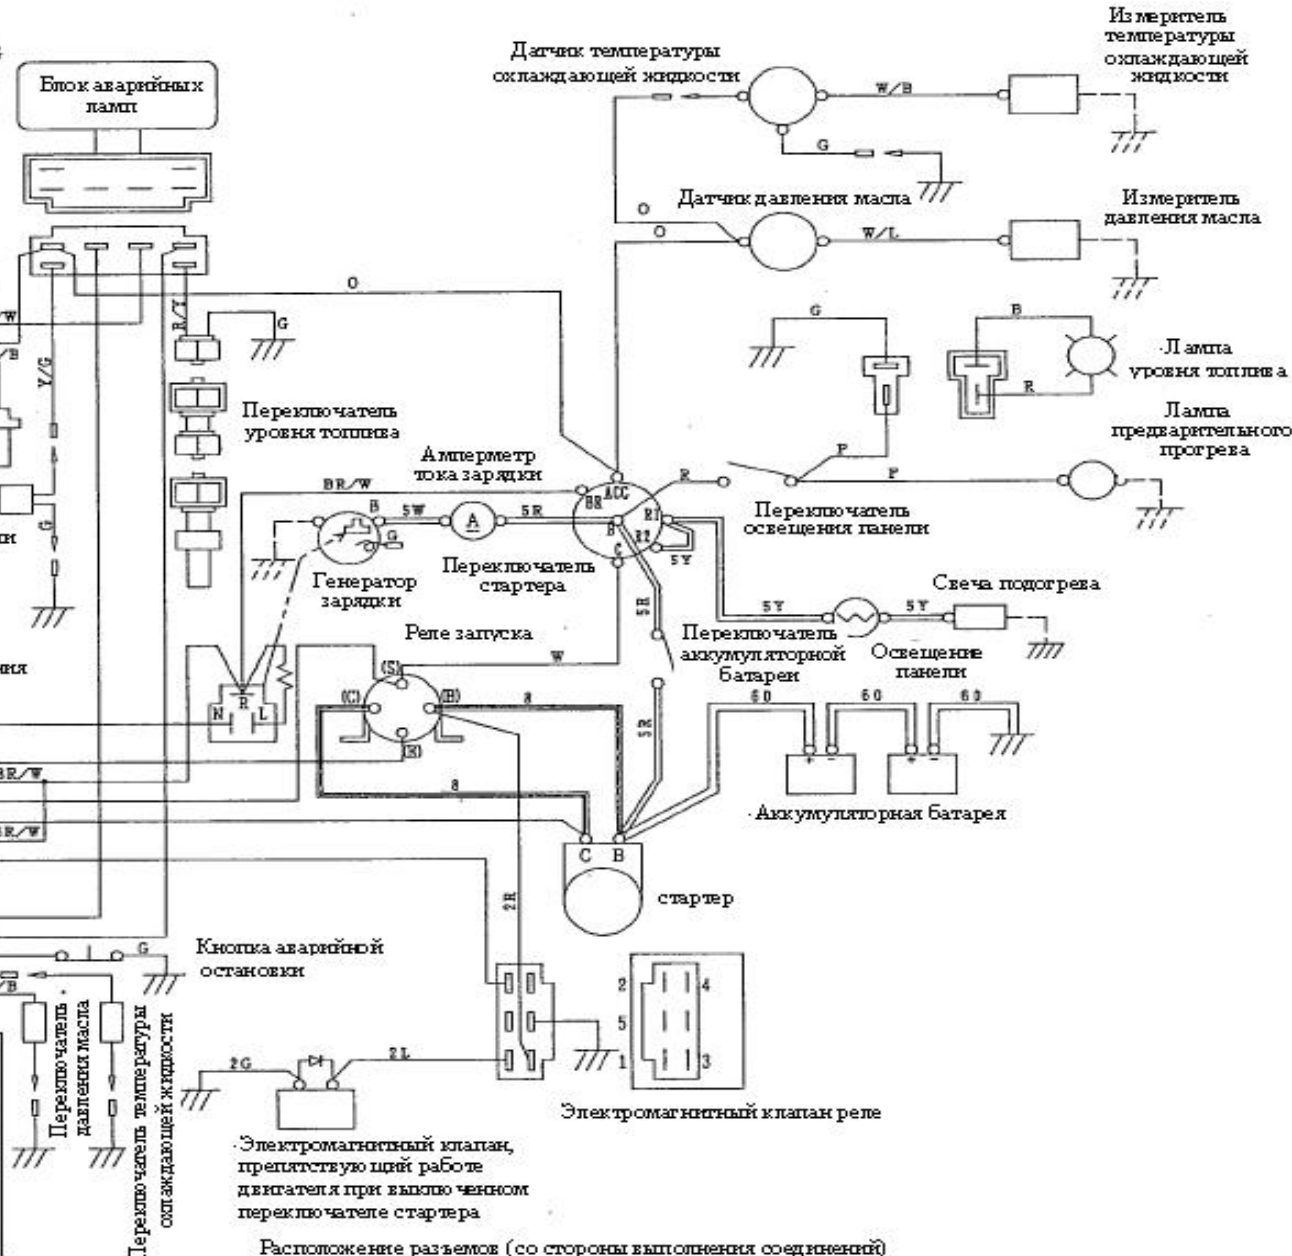 Измеритель
температуры
охлаждающей
жидкости
Датчик температуры
охлаждающей жидкости
W/B
G
Блок аварийных
ламп
Датчик давления масла
Измеритель
давления масла
O
O
W/L
O
R/Y
G
/W
/B
Y/G
G
B
R
Лампа
уровня топлива
Переключатель
уровня топлива
Лампа
предварительного
прогрева
Амперметр
тока зарядки
BR/W
BR
ACC
R
P
P
B
5W
A
5R
B
R1
R2
C
5Y
G
G
Переключатель
освещения панели
Генератор
зарядки
Переключатель
стартера
5R
5Y
5Y
Свеча подогрева
Реле запуска
Переключатель
аккумуляторной
батареи
Освещение
панели
ния
W
(S)
(C)
(B)
(E)
8
8
5R
60
60
60
N
R
L
+ -
+ -
Аккумуляторная батарея
BR/W
BR/W
C B
стартер
2R
Кнопка аварийной
остановки
G
/B
Переключатель
давления масла
Переключатель температуры
охлаждающей жидкости
2
4
5
1
3
2G
2L
Электромагнитный клапан реле
Электромагнитный клапан,
препятствующий работе
двигателя при выключенном
переключателе стартера
Расположение разъемов (со стороны выполнения соединений)